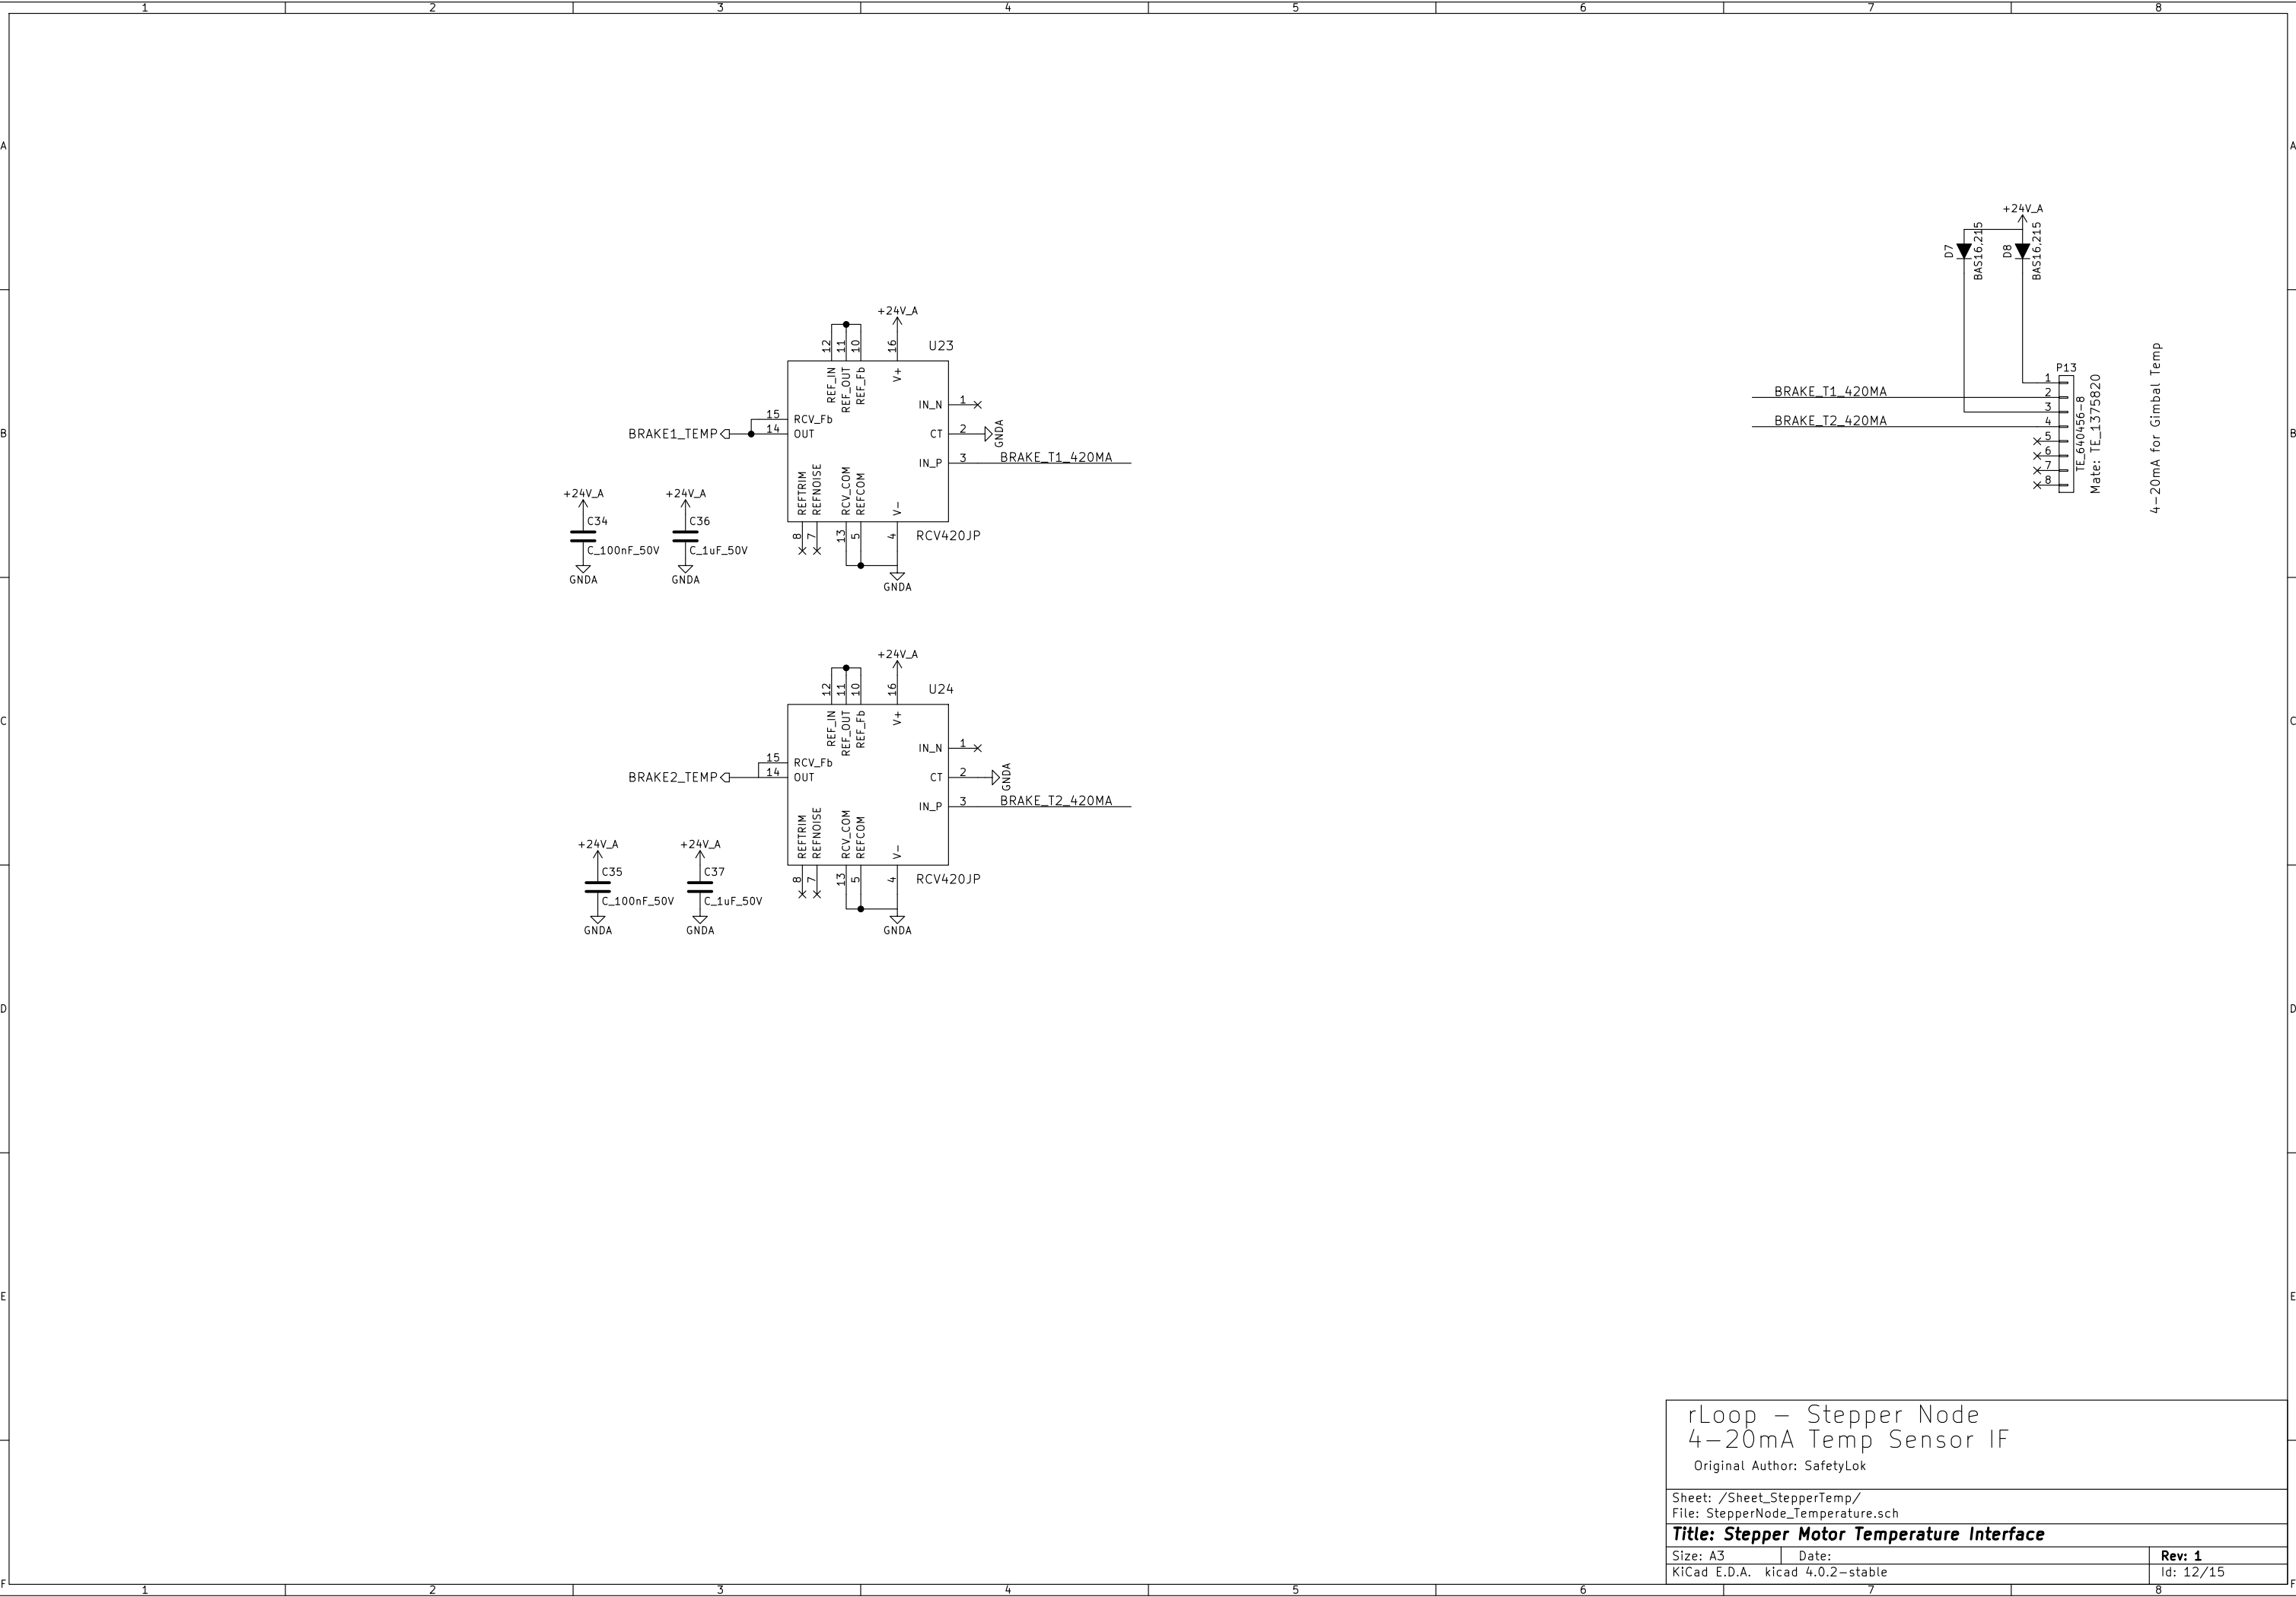 1 2 3 4 5 6 7 8
A A
+24V_A
D7
BAS16,215
D8
BAS16,215
+24V_A
U23
12
11
10
16
REF_IN
REF_OUT
REF_Fb
V+
IN_N 1
15 RCV_Fb
BRAKE1_TEMP 14 OUT
CT 2 GNDA
IN_P 3 BRAKE_T1_420MA
REFTRIM
REFNOISE
RCV_COM
REFCOM
V-
8
7
13
5
4
RCV420JP
GNDA
+24V_A
C34
C_100nF_50V
GNDA
+24V_A
C36
C_1uF_50V
GNDA
P13
1
BRAKE_T1_420MA 2
3
BRAKE_T2_420MA 4
5
6
7
8
TE_640456-8
Mate: TE_1375820
4-20mA for Gimbal Temp
B B
+24V_A
U24
12
11
10
16
REF_IN
REF_OUT
REF_Fb
V+
IN_N 1
15 RCV_Fb
BRAKE2_TEMP 14 OUT
CT 2 GNDA
IN_P 3 BRAKE_T2_420MA
REFTRIM
REFNOISE
RCV_COM
REFCOM
V-
8
7
13
5
4
RCV420JP
GNDA
+24V_A
C35
C_100nF_50V
GNDA
+24V_A
C37
C_1uF_50V
GNDA
C C
D D
E E
rLoop - Stepper Node
4-20mA Temp Sensor IF
Original Author: SafetyLok
Sheet: /Sheet_StepperTemp/
File: StepperNode_Temperature.sch
Title: Stepper Motor Temperature Interface
Size: A3 Date: Rev: 1
KiCad E.D.A. kicad 4.0.2-stable Id: 12/15
F F
1 2 3 4 5 6 7 8